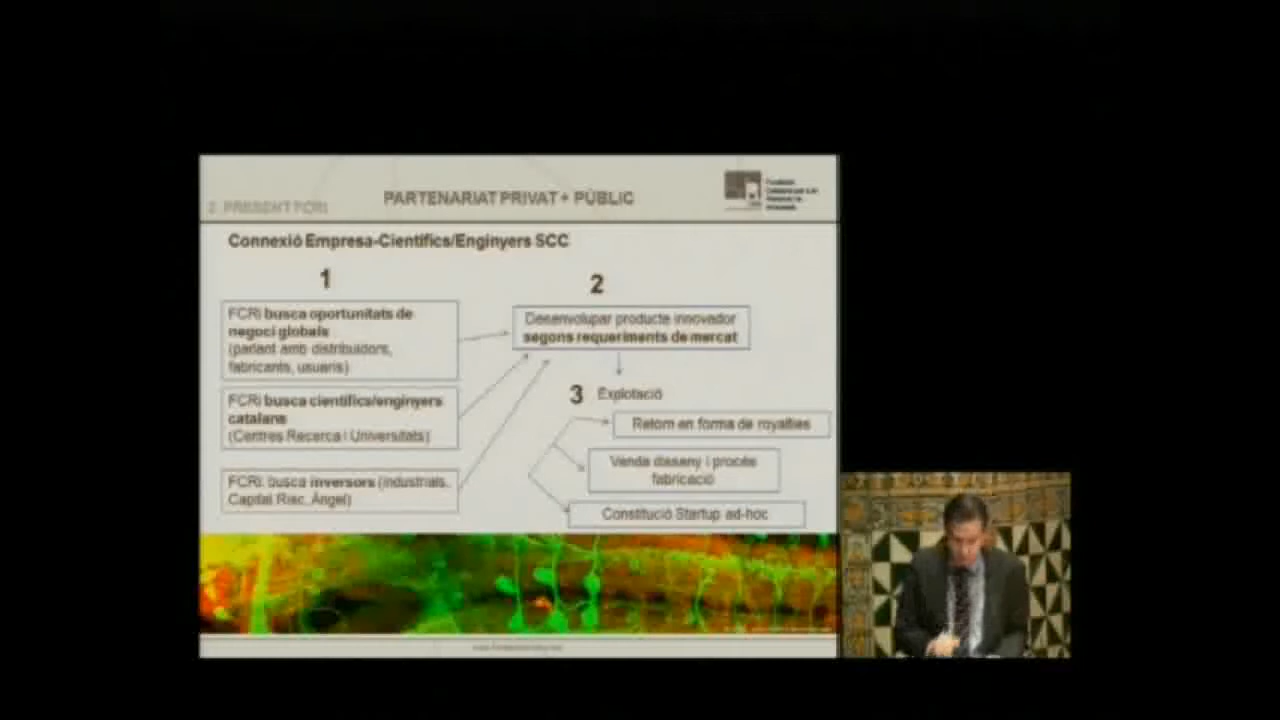 2. PRESENT FCRI
PARTENARIAT PRIVAT + PÚBLIC
Connexió Empresa-Científics/Enginyers SCC
1
FCRi busca oportunitats de
negoci globals
(parlant amb distribuïdors,
fabricants, usuaris)
FCRi busca científics/enginyers
catalans
(Centres Recerca i Universitats)
FCRi: busca inversors (industrials,
Capital Risc, Àngel)
2
Desenvolupar producte innovador
segons requeriments de mercat
3 Explotació
Retorn en forma de royalties
Venda disseny i procés
fabricació
Constitució Startup ad-hoc